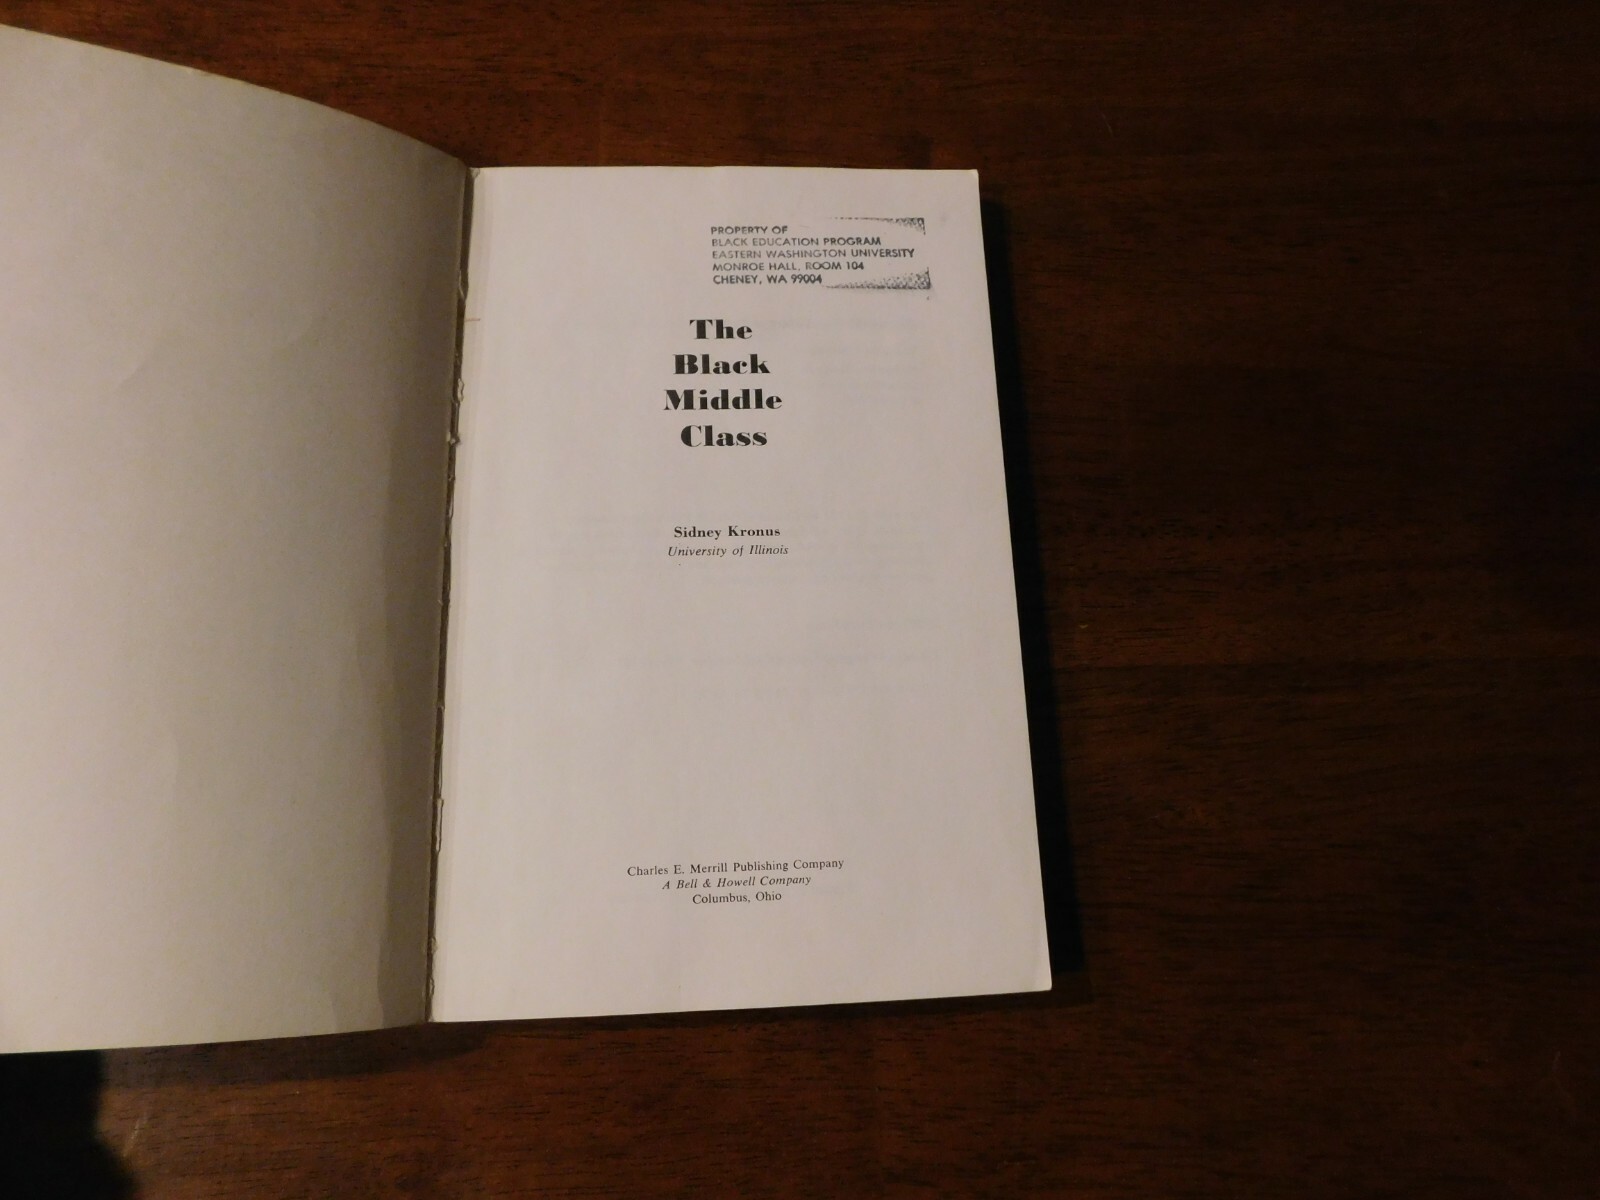 PROPERTY OF
BLACK EDUCATION PROGRAM
EASTERN WASHINGTON UNIVERSITY
MONROE HALL, ROOM 104
CHENEY, WA 99004
The
Black
Middle
Class
Sidney Kronus
University of Illinois
Charles E. Merrill Publishing Company
A Bell & Howell Company
Columbus, Ohio